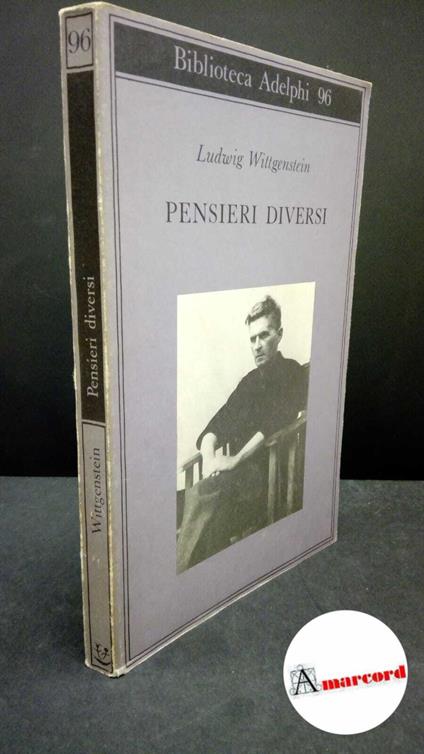 96
Biblioteca Adelphi 96
Ludwig Wittgenstein
PENSIERI DIVERSI
Pensieri diversi
Wittgenstein
Amarcord